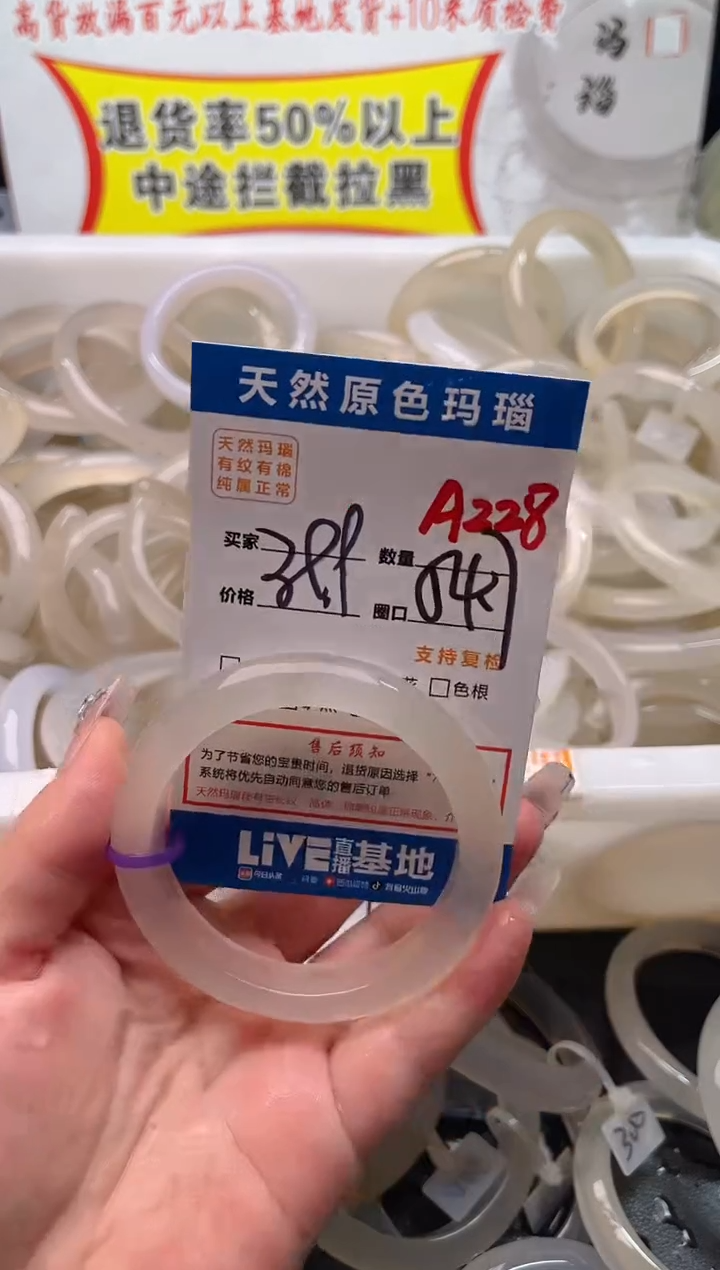 高货放漏百元以上基地发货+10米质检费
玛
瑙
退货率50%以上
中途拦截拉黑
天然原色玛瑙
天然玛瑙
有纹有棉
纯属正常
A228
买家
数量
价格
圈口
支持复检
色根
售后须知
为了节省您的宝贵时间，退货原因选择
系统将优先自动同意您的售后订单
LiVE直播基地
30